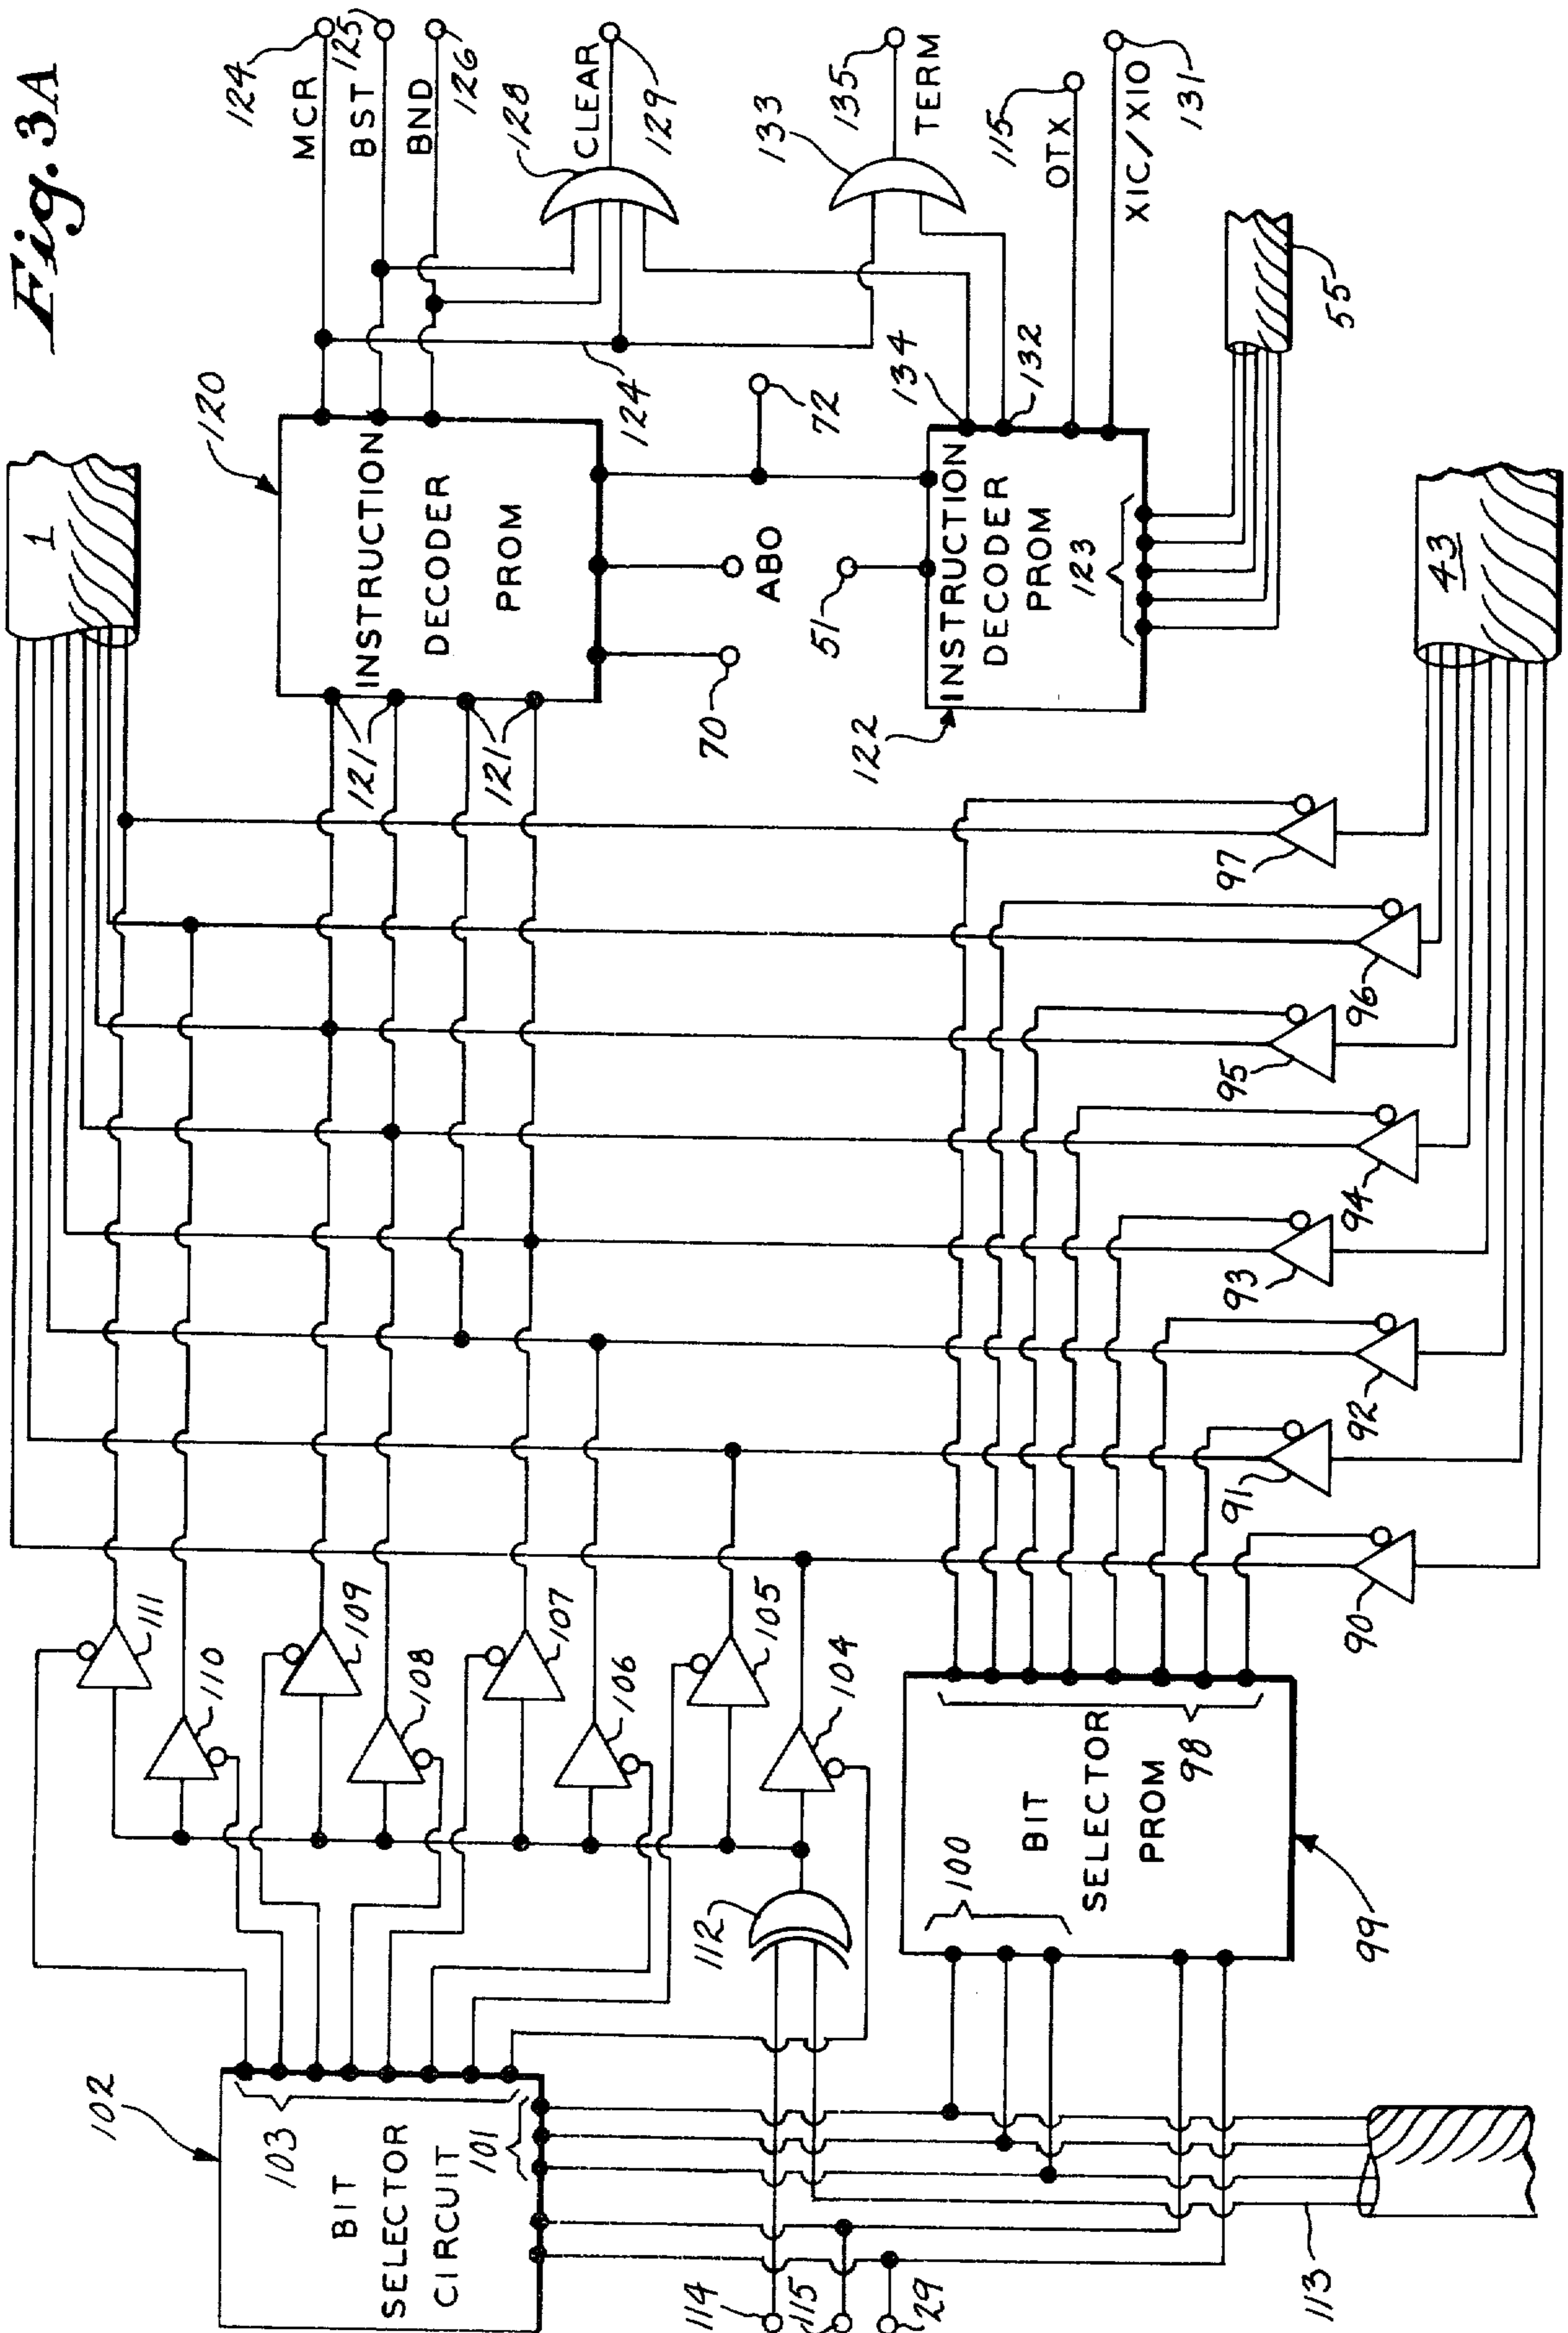 Fig. 3A
1
124
MCR
BST
125
BND
126
128
CLEAR
129
133
135
TERM
115
OTX
XIC/XIO
131
120
INSTRUCTION
DECODER
PROM
121
121
124
72
ABO
70
51
134
132
122
INSTRUCTION
DECODER
PROM
123
55
43
97
96
95
94
93
92
91
90
111
110
109
108
107
106
105
104
102
103
BIT
SELECTOR
CIRCUIT
101
112
100
BIT
SELECTOR
PROM
98
99
114
115
29
113